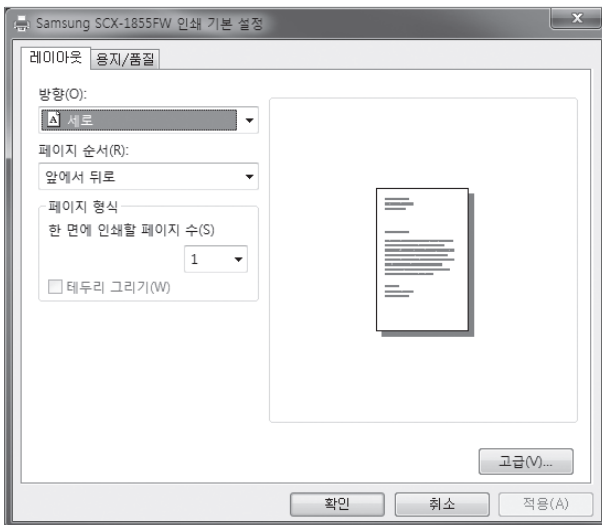 Samsung SCX-1855FW 인쇄 기본 설정
레이아웃 용지/품질
방향(O):
A 세로
페이지 순서(R):
앞에서 뒤로
페이지 형식
한 면에 인쇄할 페이지 수(S)
1
테두리 그리기(W)
고급(V)...
확인 취소 적용(A)